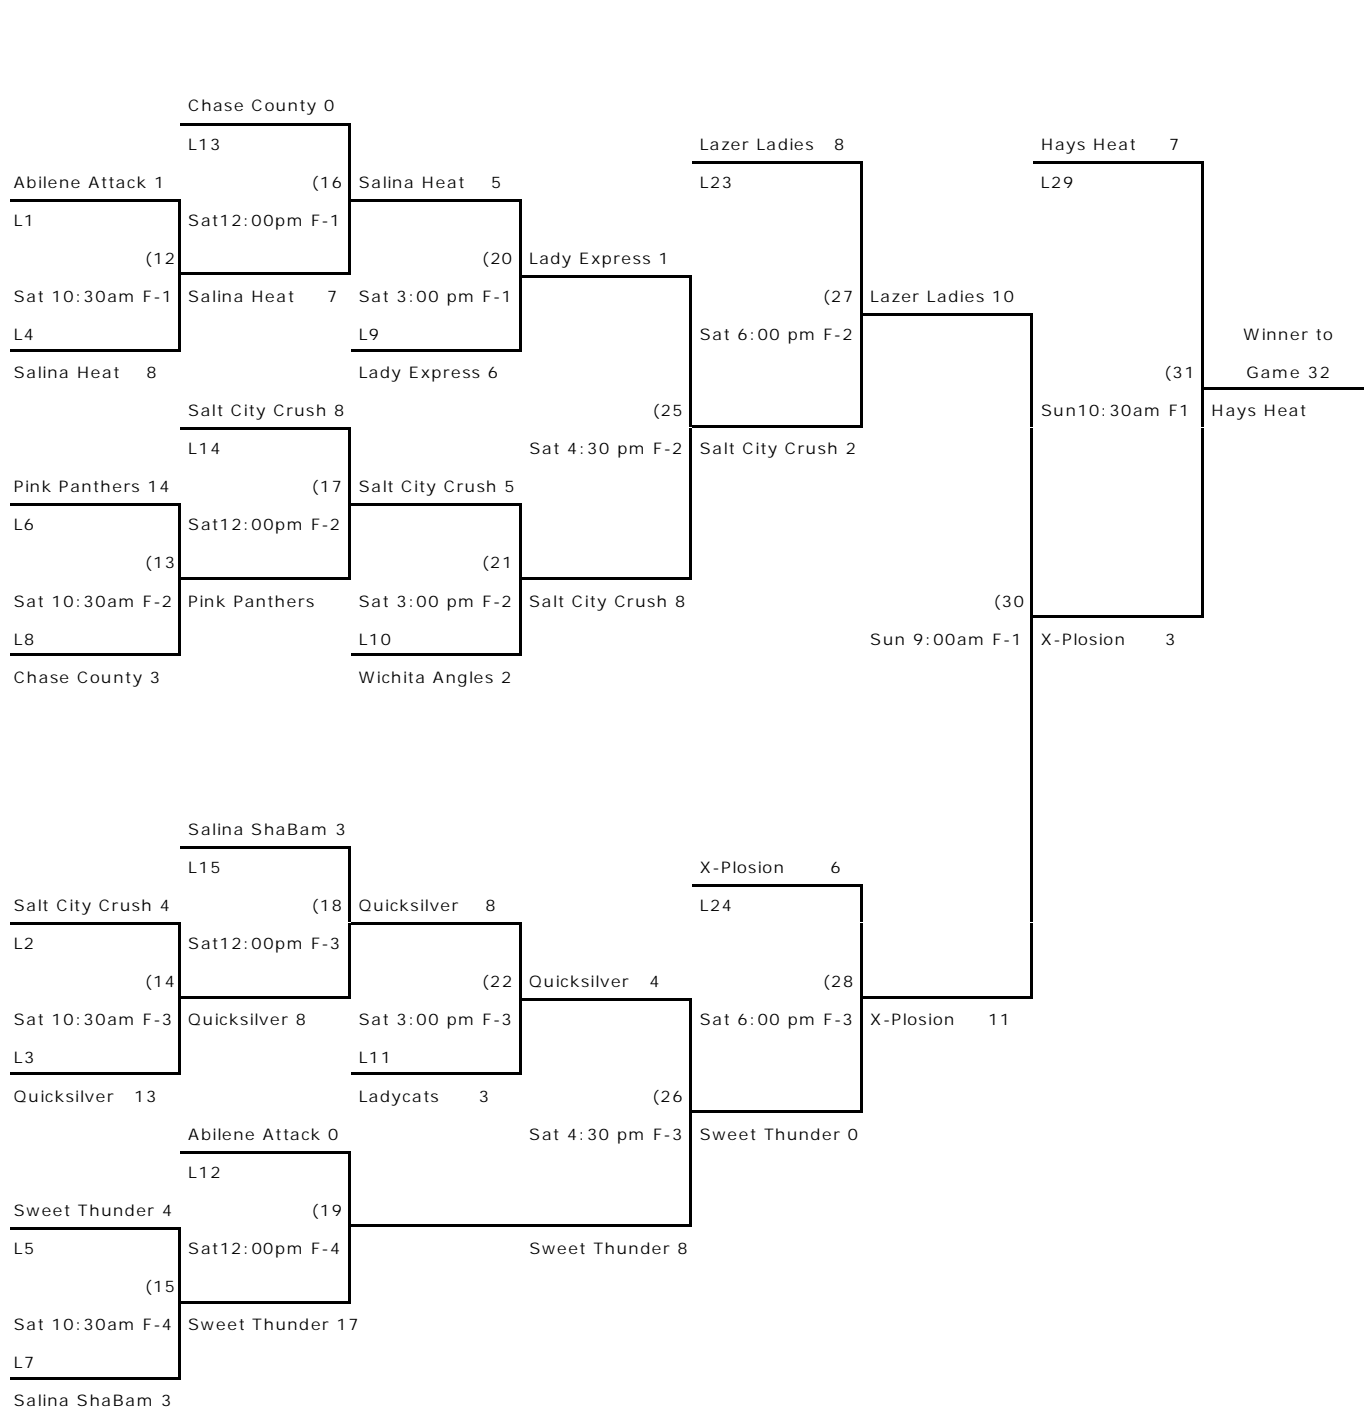 Chase County 0
L13
Lazer Ladies 8
Hays Heat 7
Abilene Attack 1
(16
Salina Heat 5
L23
L29
L1
Sat12:00pm F-1
(12
(20
Lady Express 1
Sat 10:30am F-1
Salina Heat 7
Sat 3:00 pm F-1
(27
Lazer Ladies 10
L4
L9
Sat 6:00 pm F-2
Winner to
Salina Heat 8
Lady Express 6
(31
Game 32
Salt City Crush 8
(25
Sun10:30am F1
Hays Heat
L14
Sat 4:30 pm F-2
Salt City Crush 2
Pink Panthers 14
(17
Salt City Crush 5
L6
Sat12:00pm F-2
(13
(21
Sat 10:30am F-2
Pink Panthers
Sat 3:00 pm F-2
Salt City Crush 8
(30
L8
L10
Sun 9:00am F-1
X-Plosion 3
Chase County 3
Wichita Angles 2
Salina ShaBam 3
L15
X-Plosion 6
Salt City Crush 4
(18
Quicksilver 8
L24
L2
Sat12:00pm F-3
(14
(22
Quicksilver 4
(28
Sat 10:30am F-3
Quicksilver 8
Sat 3:00 pm F-3
Sat 6:00 pm F-3
X-Plosion 11
L3
L11
Quicksilver 13
Ladycats 3
(26
Abilene Attack 0
Sat 4:30 pm F-3
Sweet Thunder 0
L12
Sweet Thunder 4
(19
L5
Sat12:00pm F-4
Sweet Thunder 8
(15
Sat 10:30am F-4
Sweet Thunder 17
L7
Salina ShaBam 3